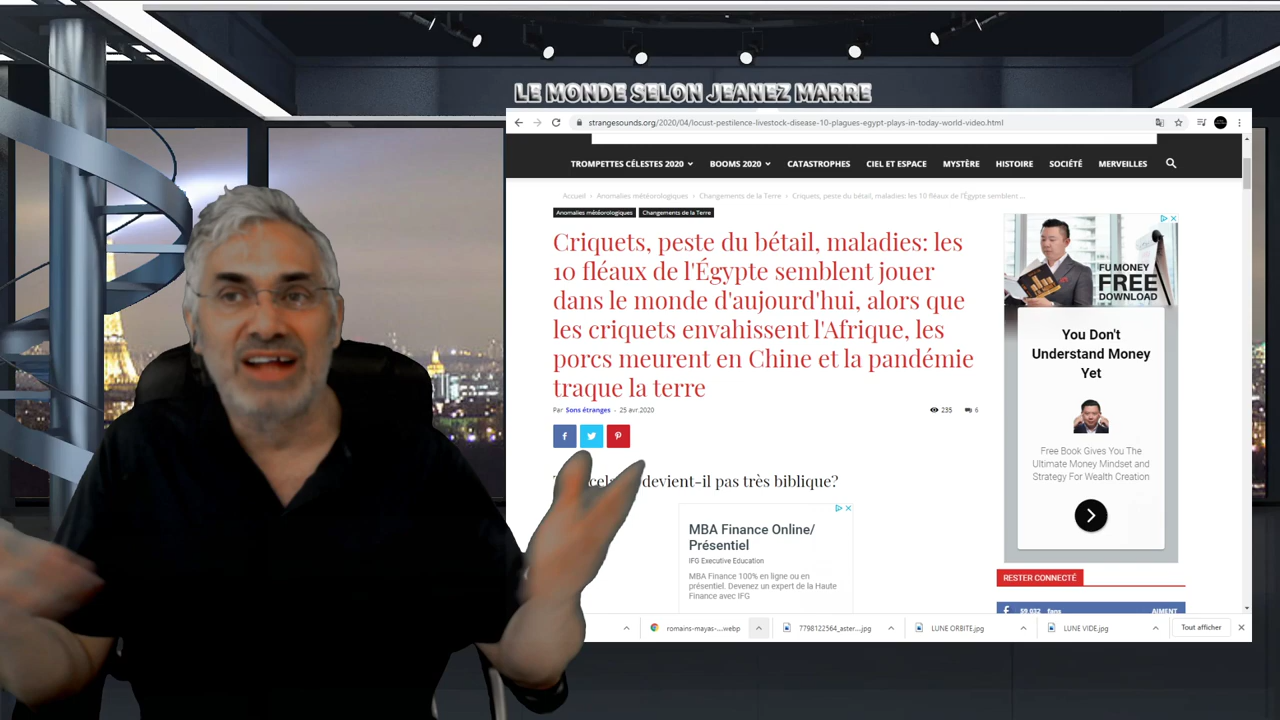 LE MONDE SELON JEANEZ MARRE
strangesounds.org/2020/04/locust-pestilence-livestock-disease-10-plagues-egypt-plays-in-today-world-video.html
TROMPETTES CÉLESTES 2020 BOOMS 2020 CATASTROPHES CIEL ET ESPACE MYSTÈRE HISTOIRE SOCIÉTÉ MERVEILLES
Accueil › Anomalies météorologiques › Changements de la Terre › Criquets, peste du bétail, maladies: les 10 fléaux de l'Égypte semblent ...
Anomalies météorologiques Changements de la Terre
Criquets, peste du bétail, maladies: les
10 fléaux de l'Égypte semblent jouer
dans le monde d'aujourd'hui, alors que
les criquets envahissent l'Afrique, les
porcs meurent en Chine et la pandémie
traque la terre
Par Sons étranges - 25 avr.2020 235 6
devient-il pas très biblique?
MBA Finance Online/
Présentiel
IFG Executive Education
MBA Finance 100% en ligne ou en
présentiel. Devenez un expert de la Haute
Finance avec IFG
FU MONEY
FREE
DOWNLOAD
You Don't
Understand Money
Yet
Free Book Gives You The
Ultimate Money Mindset and
Strategy For Wealth Creation
RESTER CONNECTÉ
59,032 fans AIMENT
romains-mayas-....webp 7798122564_aster....jpg LUNE ORBITE.jpg LUNE VIDE.jpg Tout afficher